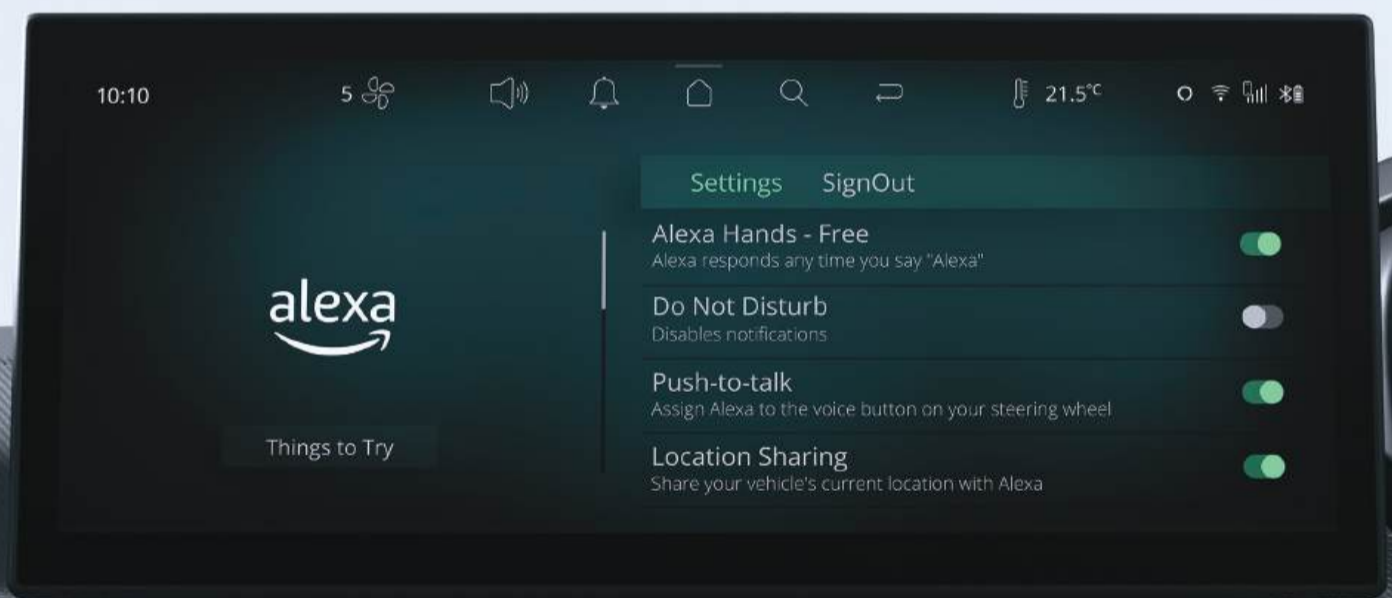 10:10
5
21.5°C
alexa
Things to Try
Settings SignOut
Alexa Hands - Free
Alexa responds any time you say "Alexa"
Do Not Disturb
Disables notifications
Push-to-talk
Assign Alexa to the voice button on your steering wheel
Location Sharing
Share your vehicle's current location with Alexa